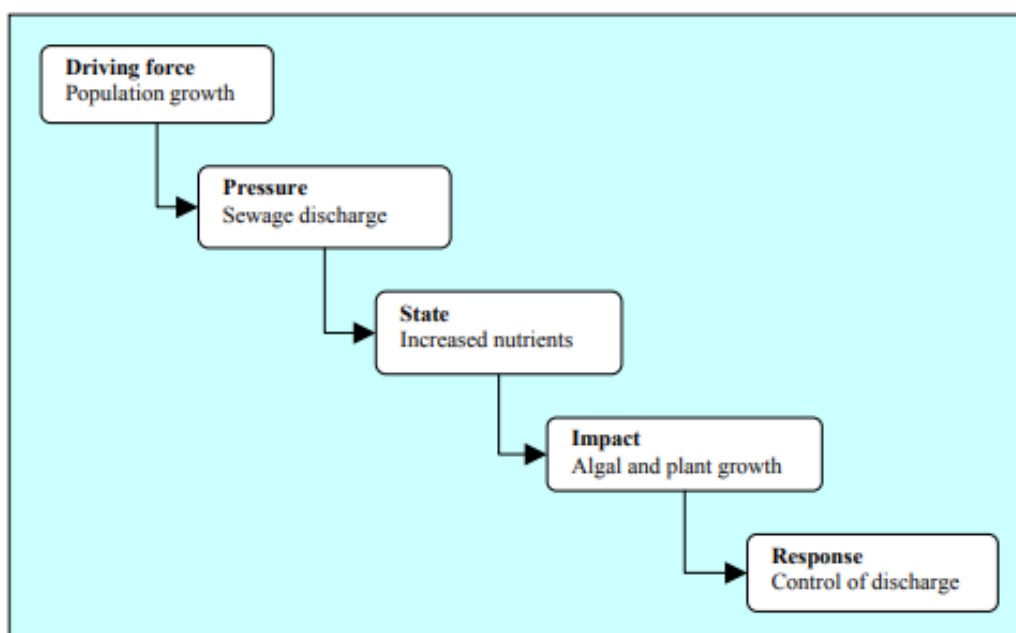 Driving force
Population growth
Pressure
Sewage discharge
State
Increased nutrients
Impact
Algal and plant growth
Response
Control of discharge